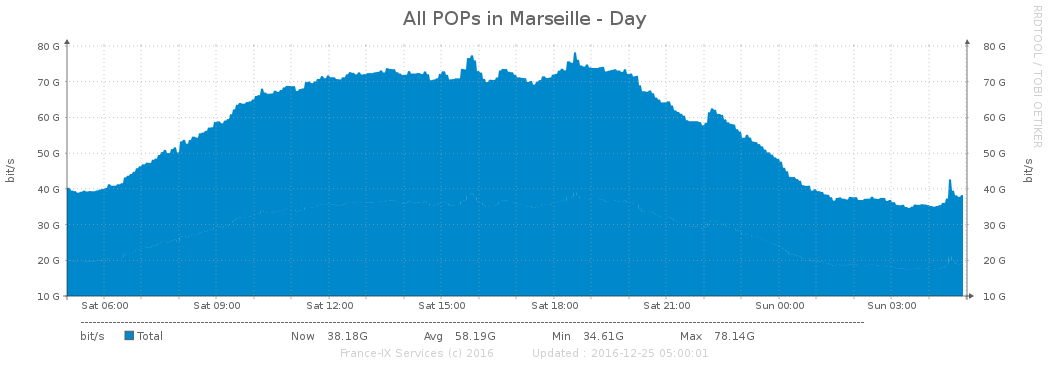 All POPs in Marseille - Day
RRDTOOL / TOBI OETIKER
bit/s
80 G 80 G
70 G 70 G
60 G 60 G
50 G 50 G
40 G 40 G
30 G 30 G
20 G 20 G
10 G 10 G
bit/s
Sat 06:00 Sat 09:00 Sat 12:00 Sat 15:00 Sat 18:00 Sat 21:00 Sun 00:00 Sun 03:00
bit/s Total Now 38.18G Avg 58.19G Min 34.61G Max 78.14G
France-IX Services (c) 2016 Updated : 2016-12-25 05:00:01